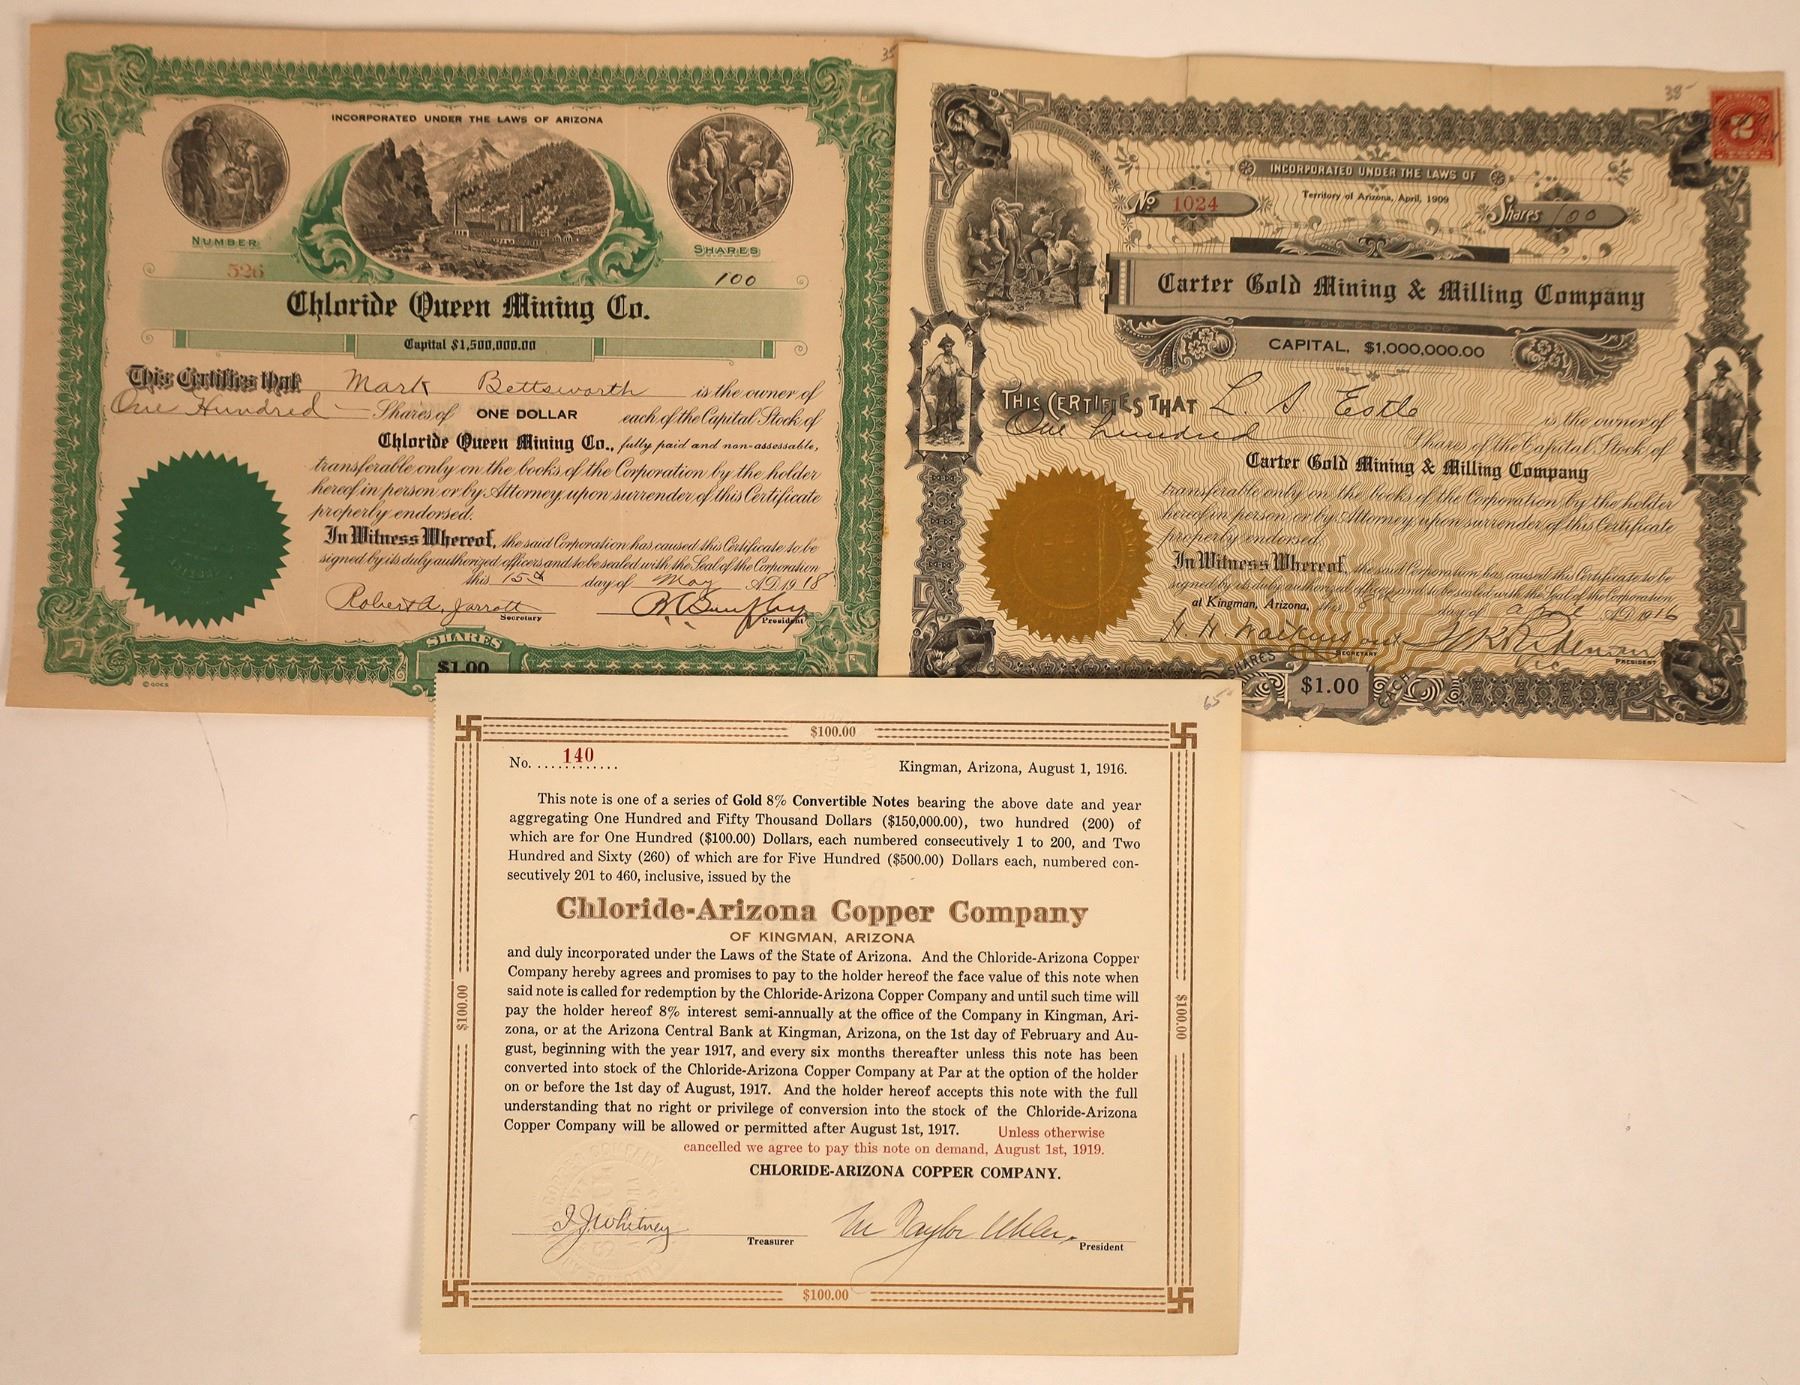 35
INCORPORATED UNDER THE LAWS OF ARIZONA
NUMBER
526
SHARES
100
Chloride Queen Mining Co.
Capital $1,500,000.00
This Certifies that Mark Bettsworth is the owner of
One Hundred Shares of ONE DOLLAR each of the Capital Stock of
Chloride Queen Mining Co., fully paid and non-assessable,
transferable only on the books of the Corporation by the holder
hereof in person or by Attorney upon surrender of this Certificate
properly endorsed.
In Witness Whereof, the said Corporation has caused this Certificate to be
signed by its duly authorized officers and to be sealed with the Seal of the Corporation
this 15th day of May A.D. 1918
Robert A. Jarrott
Secretary
President
SHARES
$1.00
© GOES
38-
2
INCORPORATED UNDER THE LAWS OF
Territory of Arizona, April, 1909
No 1024
Shares 100
Carter Gold Mining & Milling Company
CAPITAL, $1,000,000.00
THIS CERTIFIES THAT L. S. Estle is the owner of
One hundred Shares of the Capital Stock of
Carter Gold Mining & Milling Company
transferable only on the books of the Corporation by the holder
hereof in person or by Attorney upon surrender of this Certificate
properly endorsed.
In Witness Whereof, the said Corporation has caused this Certificate to be
signed by its duly authorized officers and to be sealed with the Seal of the Corporation
at Kingman, Arizona, this day of April A.D. 1916
H. H. Watkins
SECRETARY
PRESIDENT
SHARES
$1.00
65-
$100.00
No. 140
Kingman, Arizona, August 1, 1916.
This note is one of a series of Gold 8% Convertible Notes bearing the above date and year
aggregating One Hundred and Fifty Thousand Dollars ($150,000.00), two hundred (200) of
which are for One Hundred ($100.00) Dollars, each numbered consecutively 1 to 200, and Two
Hundred and Sixty (260) of which are for Five Hundred ($500.00) Dollars each, numbered con-
secutively 201 to 460, inclusive, issued by the
Chloride-Arizona Copper Company
OF KINGMAN, ARIZONA
and duly incorporated under the Laws of the State of Arizona. And the Chloride-Arizona Copper
Company hereby agrees and promises to pay to the holder hereof the face value of this note when
said note is called for redemption by the Chloride-Arizona Copper Company and until such time will
pay the holder hereof 8% interest semi-annually at the office of the Company in Kingman, Ari-
zona, or at the Arizona Central Bank at Kingman, Arizona, on the 1st day of February and Au-
gust, beginning with the year 1917, and every six months thereafter unless this note has been
converted into stock of the Chloride-Arizona Copper Company at Par at the option of the holder
on or before the 1st day of August, 1917. And the holder hereof accepts this note with the full
understanding that no right or privilege of conversion into the stock of the Chloride-Arizona
Copper Company will be allowed or permitted after August 1st, 1917. Unless otherwise
cancelled we agree to pay this note on demand, August 1st, 1919.
CHLORIDE-ARIZONA COPPER COMPANY.
J. J. Whitney
Treasurer
President
$100.00
$100.00
$100.00